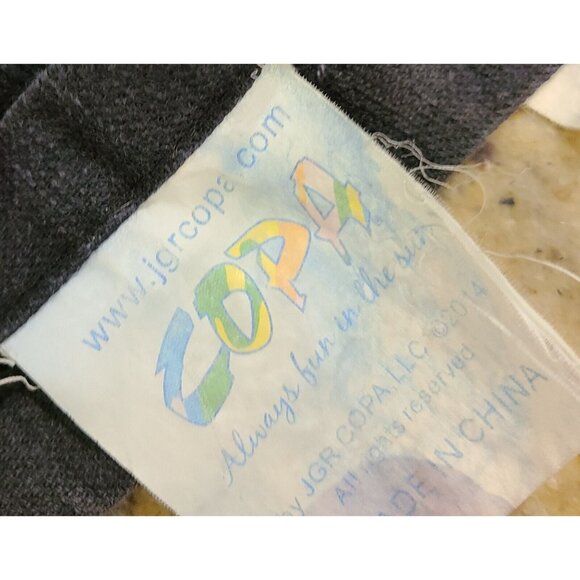 www.jgrcopa.com
COPA
Always fun in the sun
by JGR COPA LLC. ©2014
All rights reserved
MADE IN CHINA